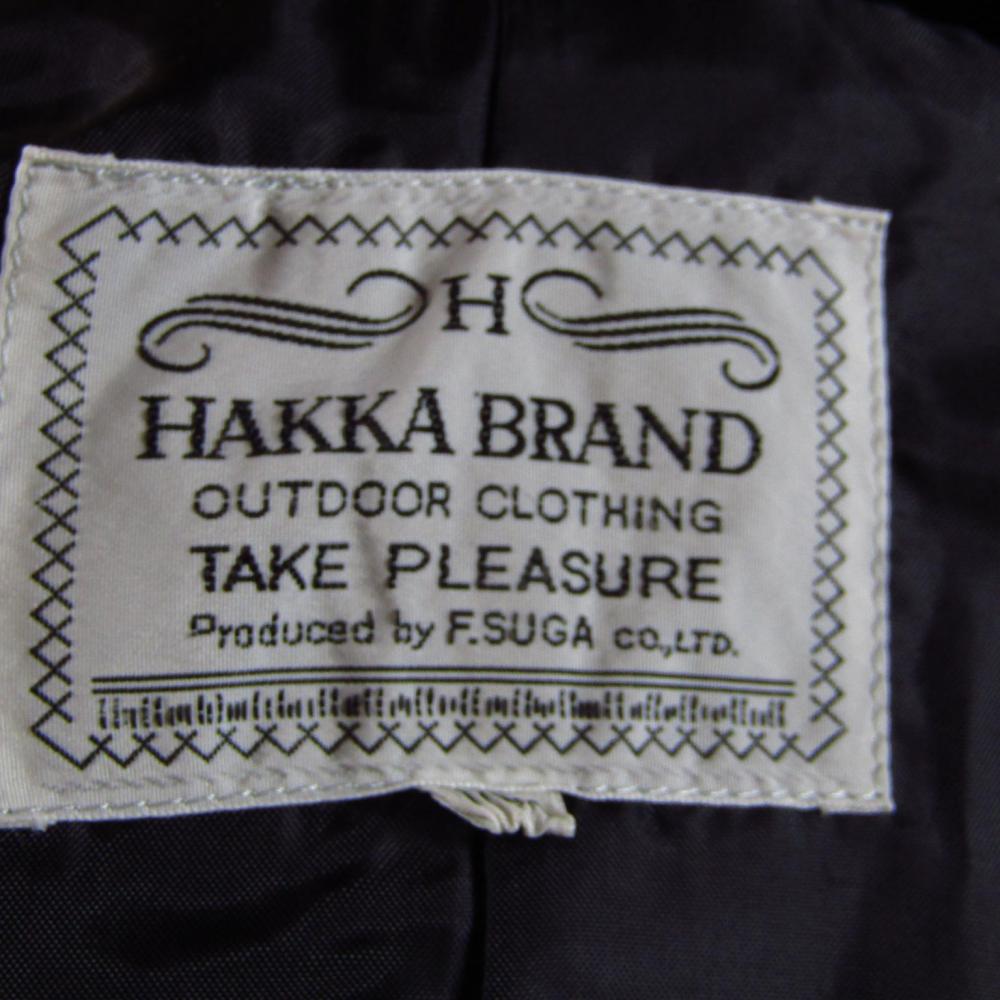 H
HAKKA BRAND
OUTDOOR CLOTHING
TAKE PLEASURE
Produced by F.SUGA CO.,LTD.